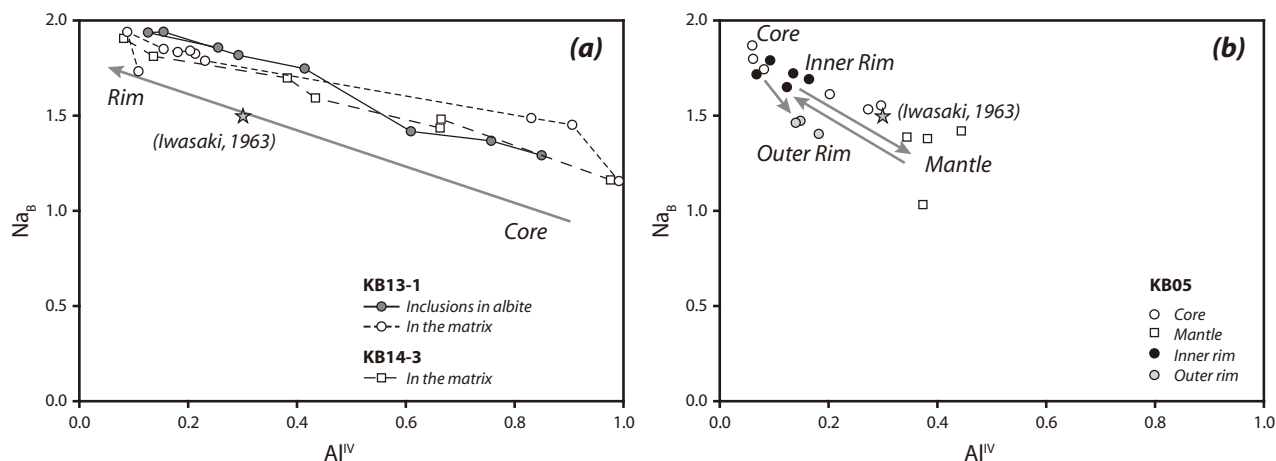 (a)
2.0
1.5
1.0
0.5
0.0
Na_B
Rim
(Iwasaki, 1963)
Core
KB13-1
Inclusions in albite
In the matrix
KB14-3
In the matrix
0.0
0.2
0.4
0.6
0.8
1.0
Al^IV
(b)
2.0
1.5
1.0
0.5
0.0
Na_B
Core
Inner Rim
(Iwasaki, 1963)
Outer Rim
Mantle
KB05
Core
Mantle
Inner rim
Outer rim
0.0
0.2
0.4
0.6
0.8
1.0
Al^IV